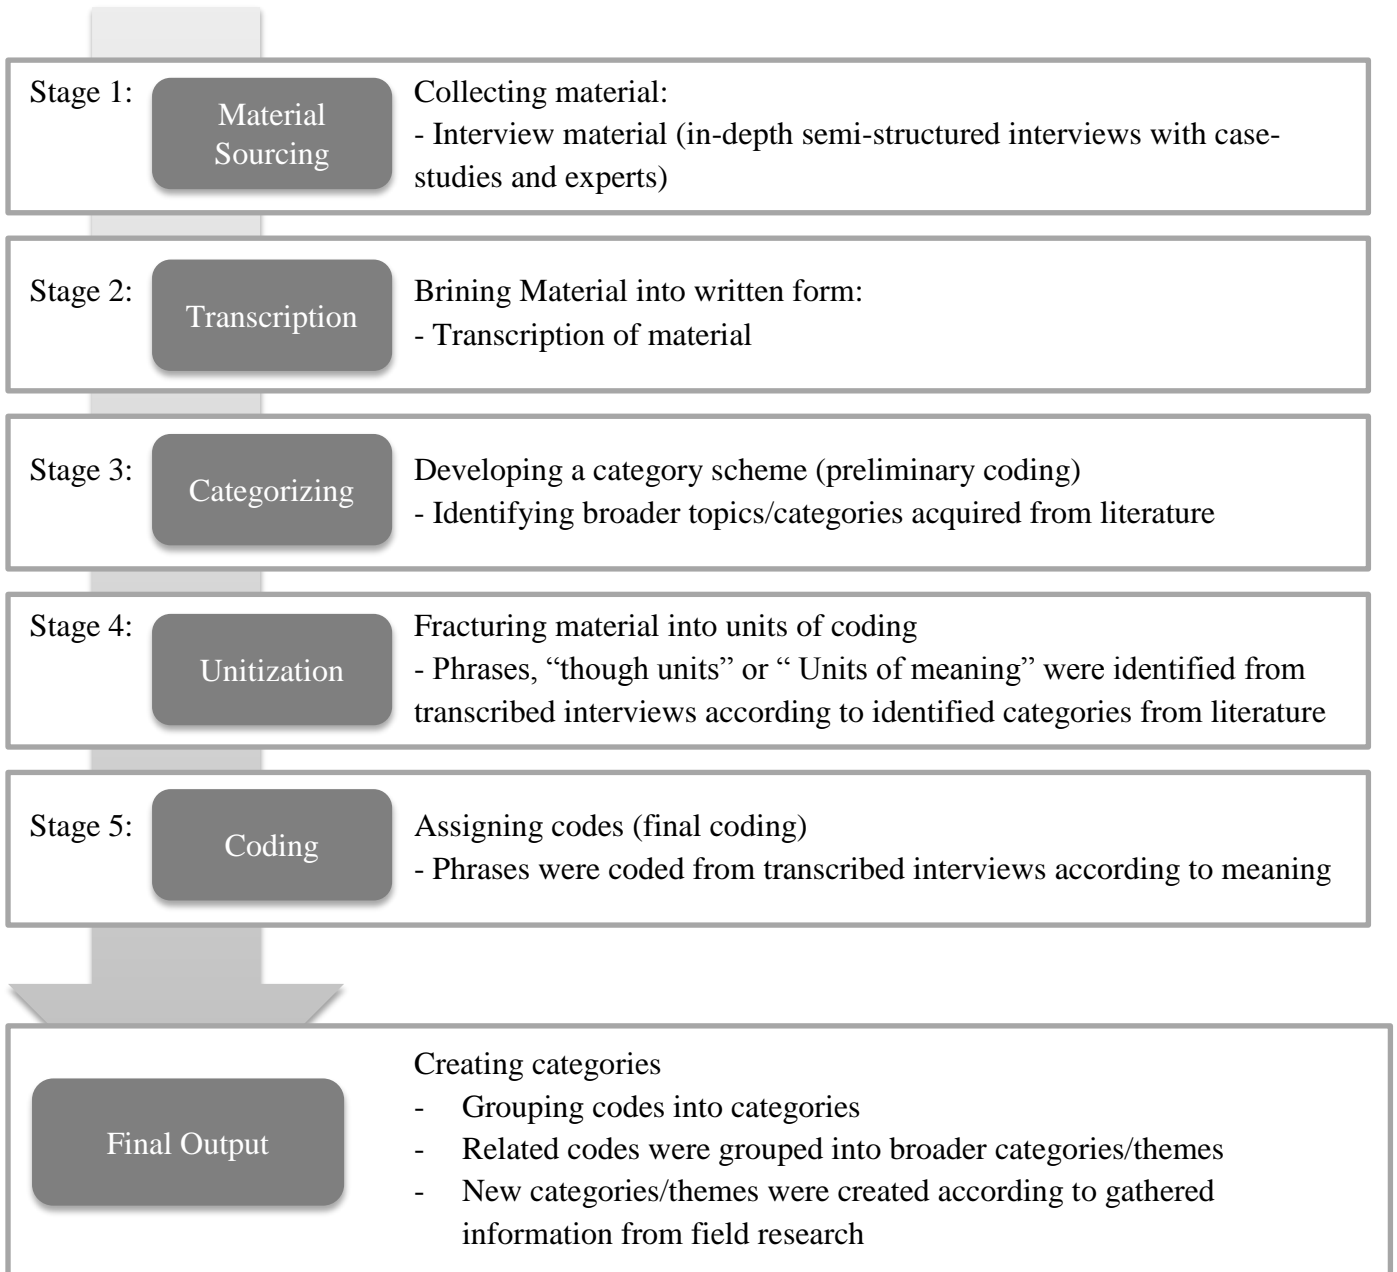 Stage 1:
Material
Sourcing
Collecting material:
- Interview material (in-depth semi-structured interviews with case-
studies and experts)
Stage 2:
Transcription
Brining Material into written form:
- Transcription of material
Stage 3:
Categorizing
Developing a category scheme (preliminary coding)
- Identifying broader topics/categories acquired from literature
Stage 4:
Unitization
Fracturing material into units of coding
- Phrases, “though units” or “ Units of meaning” were identified from
transcribed interviews according to identified categories from literature
Stage 5:
Coding
Assigning codes (final coding)
- Phrases were coded from transcribed interviews according to meaning
Final Output
Creating categories
- Grouping codes into categories
- Related codes were grouped into broader categories/themes
- New categories/themes were created according to gathered
information from field research